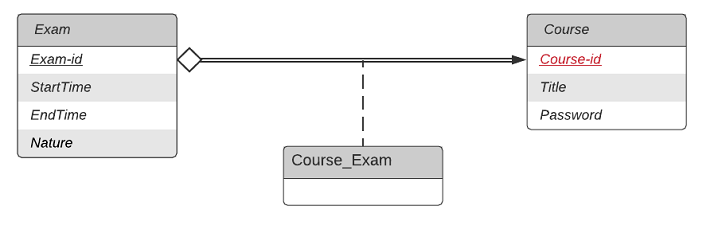 Exam
Exam-id
StartTime
EndTime
Nature
Course
Course-id
Title
Password
Course_Exam